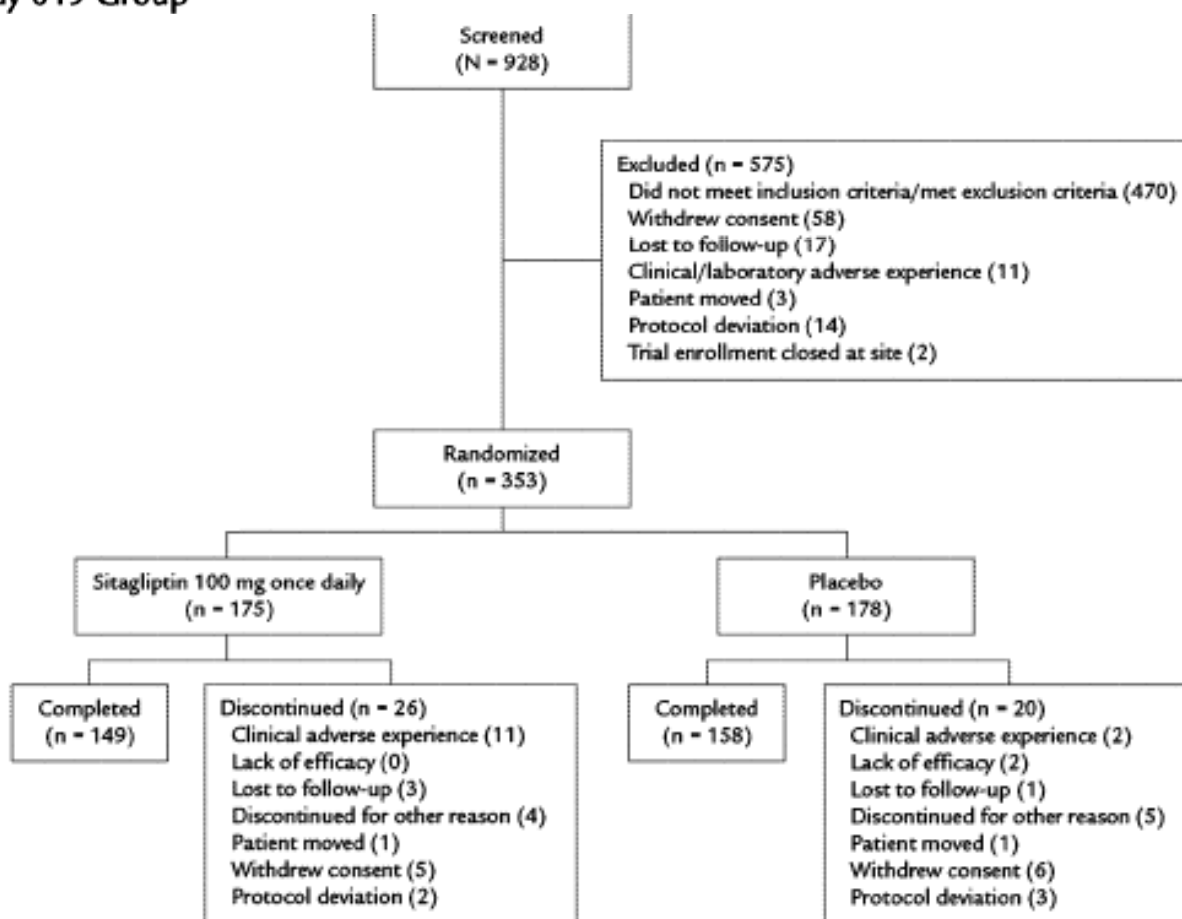 019 Group
Screened
(N = 928)
Excluded (n = 575)
Did not meet inclusion criteria/met exclusion criteria (470)
Withdrew consent (58)
Lost to follow-up (17)
Clinical/laboratory adverse experience (11)
Patient moved (3)
Protocol deviation (14)
Trial enrollment closed at site (2)
Randomized
(n = 353)
Sitagliptin 100 mg once daily
(n = 175)
Placebo
(n = 178)
Completed
(n = 149)
Discontinued (n = 26)
Clinical adverse experience (11)
Lack of efficacy (0)
Lost to follow-up (3)
Discontinued for other reason (4)
Patient moved (1)
Withdrew consent (5)
Protocol deviation (2)
Completed
(n = 158)
Discontinued (n = 20)
Clinical adverse experience (2)
Lack of efficacy (2)
Lost to follow-up (1)
Discontinued for other reason (5)
Patient moved (1)
Withdrew consent (6)
Protocol deviation (3)